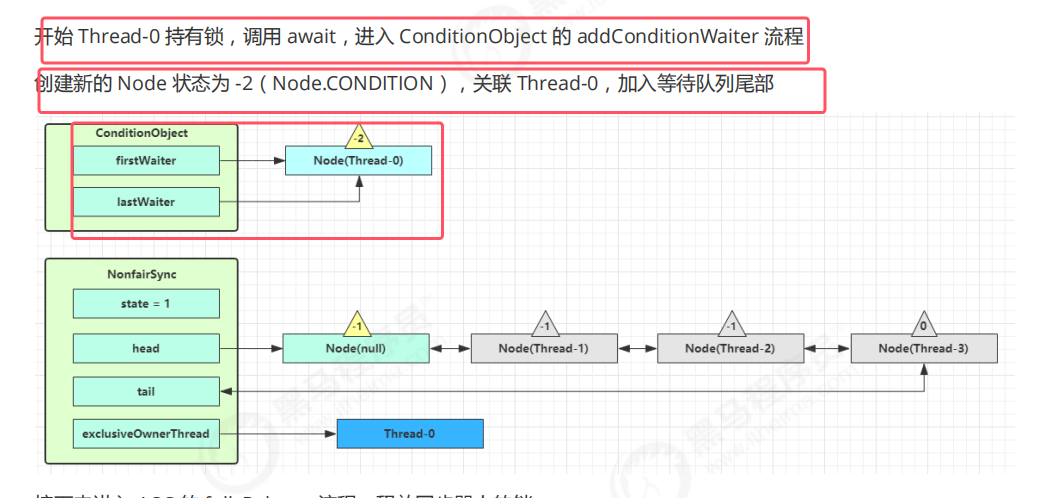 开始 Thread-0 持有锁，调用 await，进入 ConditionObject 的 addConditionWaiter 流程
创建新的 Node 状态为 -2（Node.CONDITION），关联 Thread-0，加入等待队列尾部
ConditionObject
-2
firstWaiter
Node(Thread-0)
lastWaiter
NonfairSync
state = 1
-1
-1
-1
0
head
Node(null)
Node(Thread-1)
Node(Thread-2)
Node(Thread-3)
tail
exclusiveOwnerThread
Thread-0